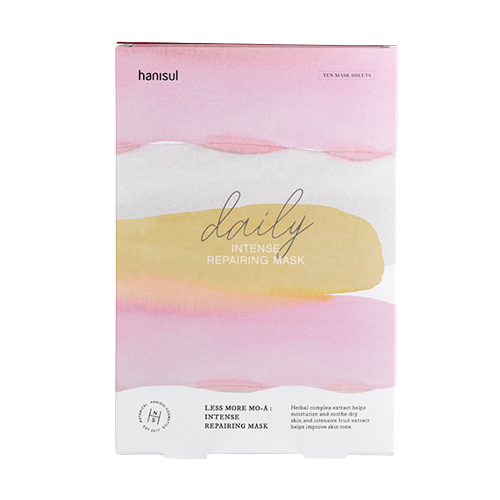 hanisul
TEN MASK SHEETS
daily
INTENSE
REPAIRING MASK
LESS MORE MO-A :
INTENSE
REPAIRING MASK
Herbal complex extract helps
moisturize and soothe dry
skin and intensive fruit extract
helps improve skin tone.